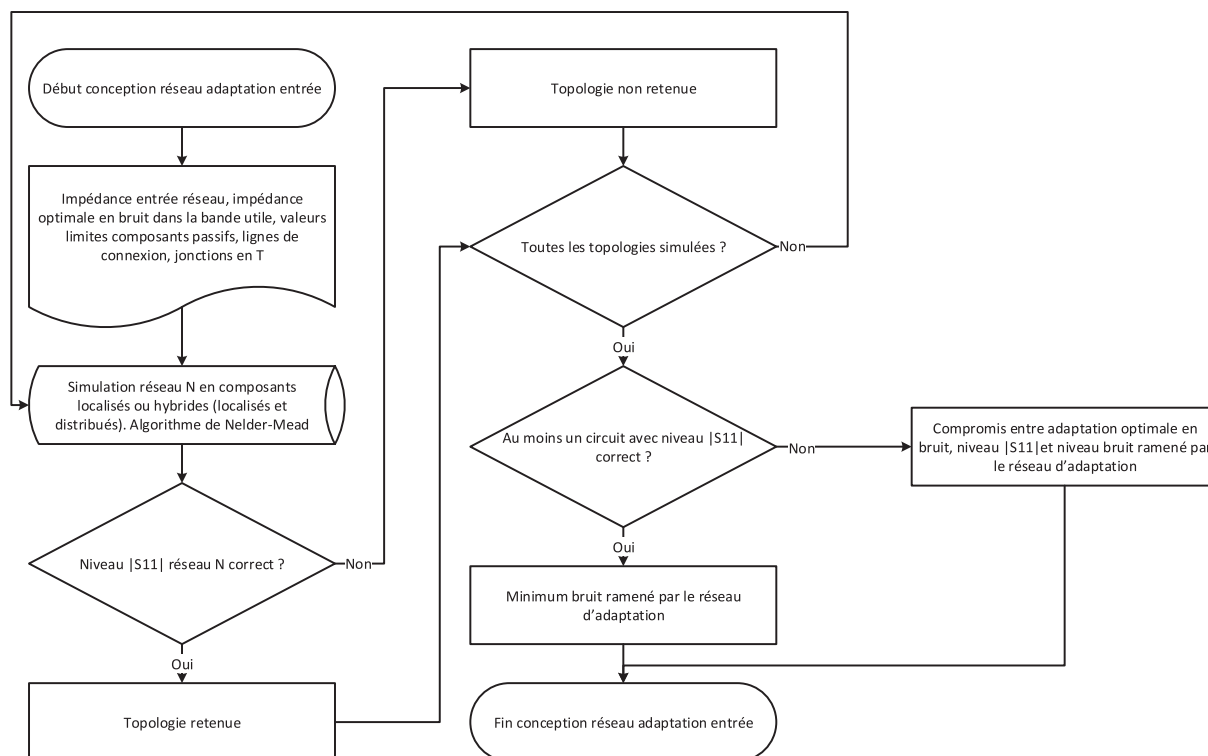 Début conception réseau adaptation entrée
Impédance entrée réseau, impédance
optimale en bruit dans la bande utile, valeurs
limites composants passifs, lignes de
connexion, jonctions en T
Simulation réseau N en composants
localisés ou hybrides (localisés et
distribués). Algorithme de Nelder-Mead
Niveau |S11| réseau N correct ?
Non
Oui
Topologie retenue
Topologie non retenue
Toutes les topologies simulées ?
Non
Oui
Au moins un circuit avec niveau |S11|
correct ?
Non
Compromis entre adaptation optimale en
bruit, niveau |S11|et niveau bruit ramené par
le réseau d’adaptation
Oui
Minimum bruit ramené par le réseau
d’adaptation
Fin conception réseau adaptation entrée